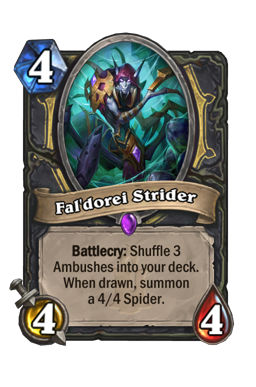 4
Fal'dorei Strider
Battlecry: Shuffle 3
Ambushes into your deck.
When drawn, summon
a 4/4 Spider.
4 4